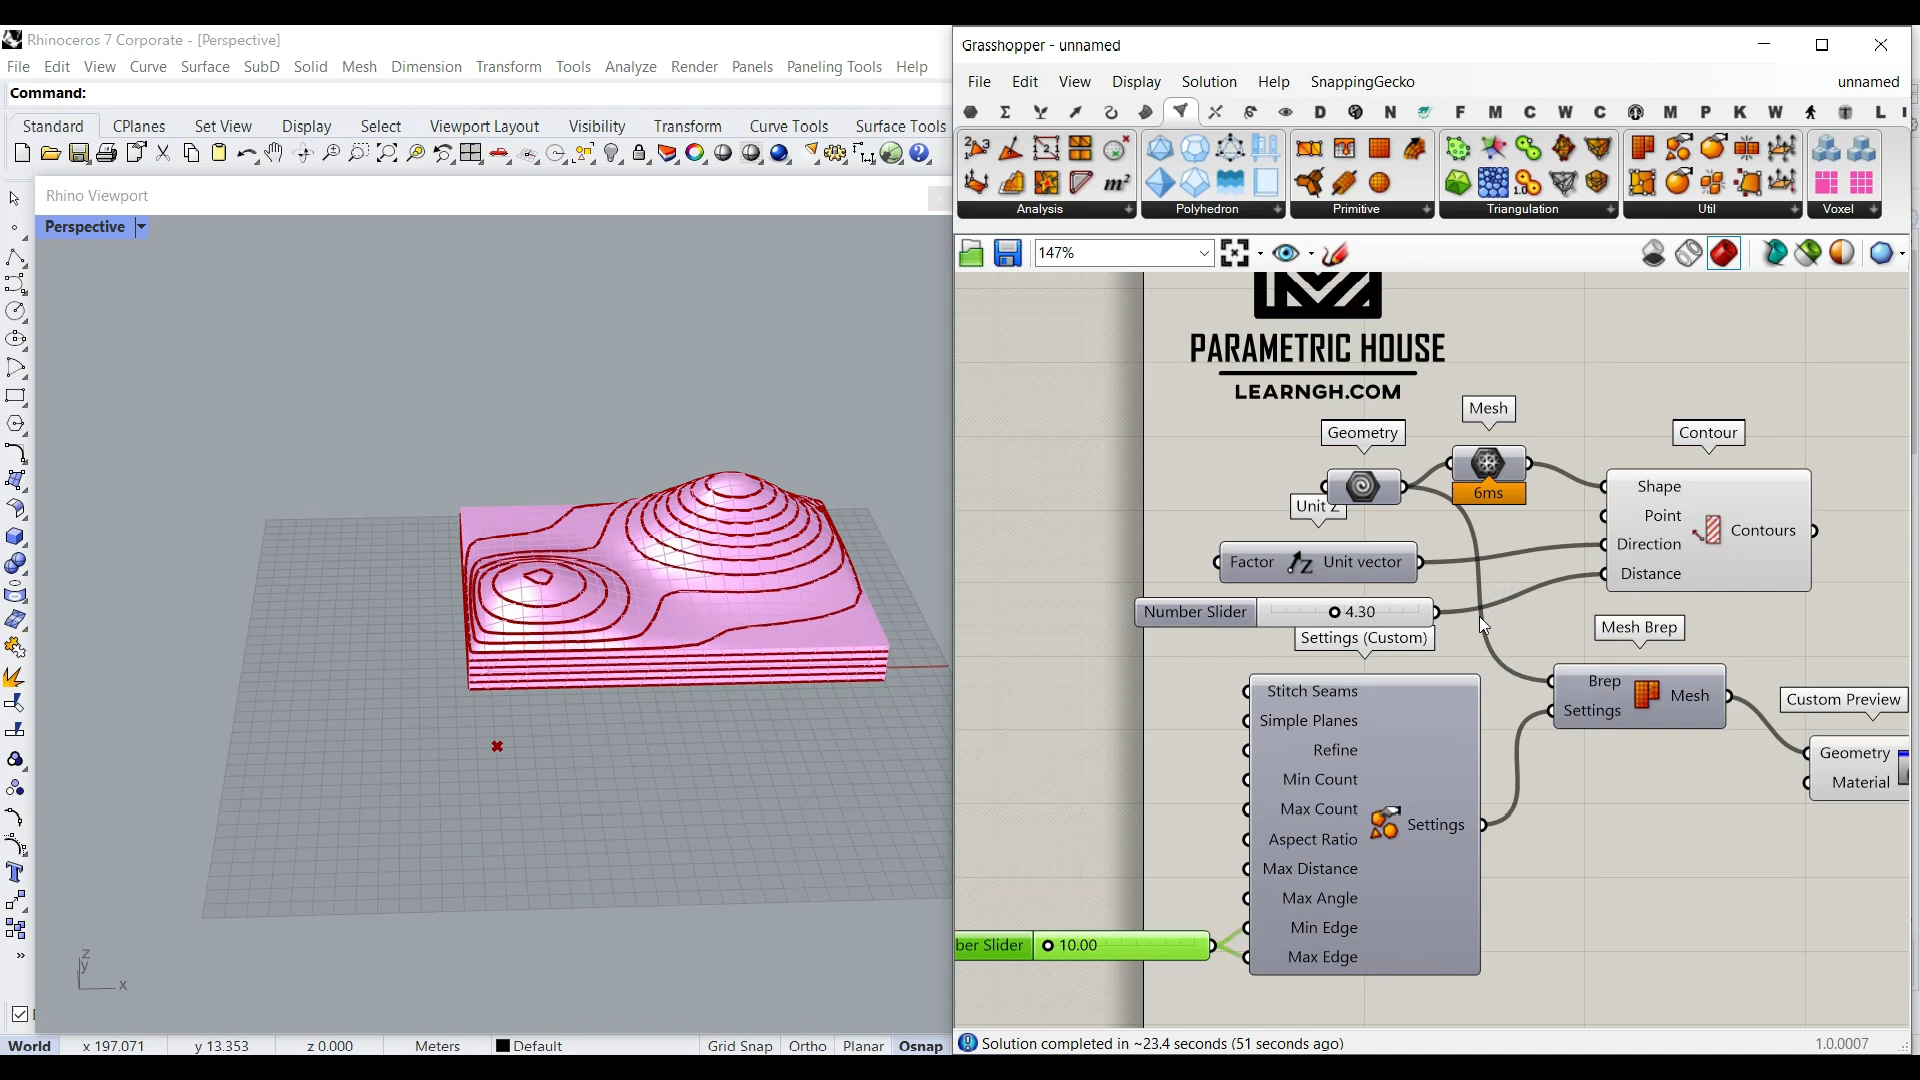 Rhinoceros 7 Corporate - [Perspective]
File Edit View Curve Surface SubD Solid Mesh Dimension Transform Tools Analyze Render Panels Paneling Tools Help
Command:
Standard CPlanes Set View Display Select Viewport Layout Visibility Transform Curve Tools Surface Tools
Rhino Viewport
Perspective
z
y
x
World x 197.071 y 13.353 z 0.000 Meters Default Grid Snap Ortho Planar Osnap
Grasshopper - unnamed
File Edit View Display Solution Help SnappingGecko unnamed
D N F M C W C M P K W L
Analysis Polyhedron Primitive Triangulation Util Voxel
147%
PARAMETRIC HOUSE
LEARNGH.COM
Mesh
Geometry
Contour
6ms
Unit Z
Shape
Point
Direction
Distance
Contours
Factor Unit vector
Number Slider 4.30
Settings (Custom)
Mesh Brep
Brep
Settings
Mesh
Custom Preview
Geometry
Material
Stitch Seams
Simple Planes
Refine
Min Count
Max Count
Aspect Ratio
Max Distance
Max Angle
Min Edge
Max Edge
Settings
ber Slider 10.00
Solution completed in ~23.4 seconds (51 seconds ago) 1.0.0007